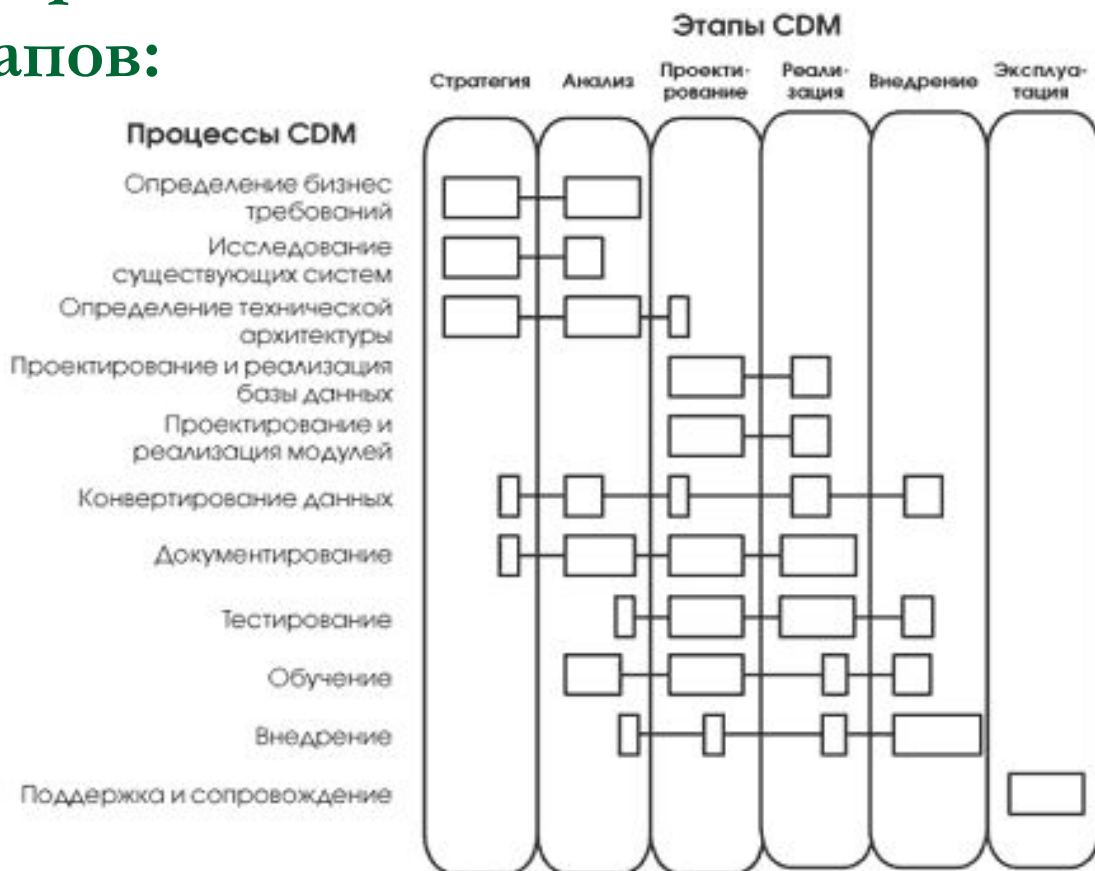 апов:
Этапы CDM
Стратегия
Анализ
Проекти-
рование
Реали-
зация
Внедрение
Эксплуа-
тация
Процессы CDM
Определение бизнес
требований
Исследование
существующих систем
Определение технической
архитектуры
Проектирование и реализация
базы данных
Проектирование и
реализация модулей
Конвертирование данных
Документирование
Тестирование
Обучение
Внедрение
Поддержка и сопровождение